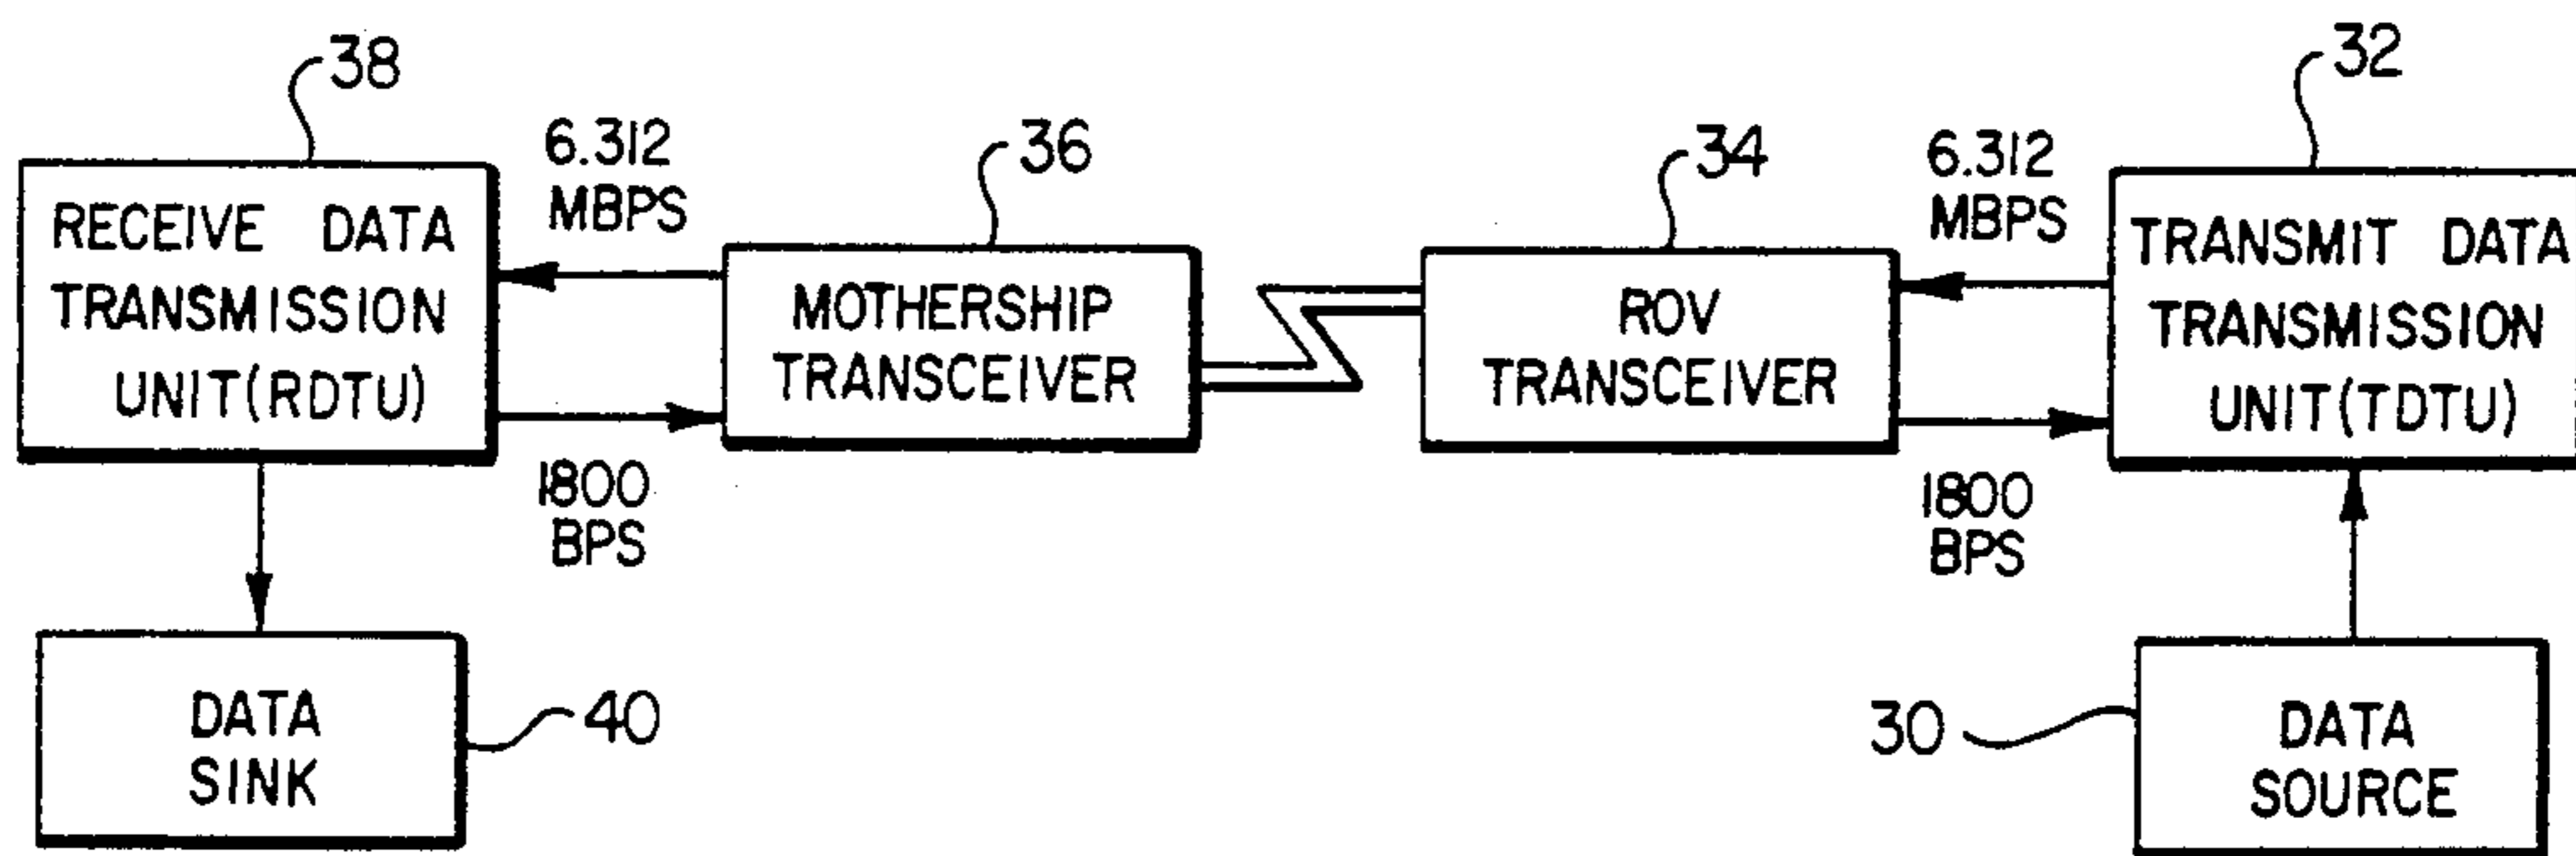 38
6.312
MBPS
36
34
6.312
MBPS
32
RECEIVE DATA
TRANSMISSION
UNIT(RDTU)
MOTHERSHIP
TRANSCEIVER
ROV
TRANSCEIVER
TRANSMIT DATA
TRANSMISSION
UNIT(TDTU)
1800
BPS
1800
BPS
DATA
SINK
40
30
DATA
SOURCE